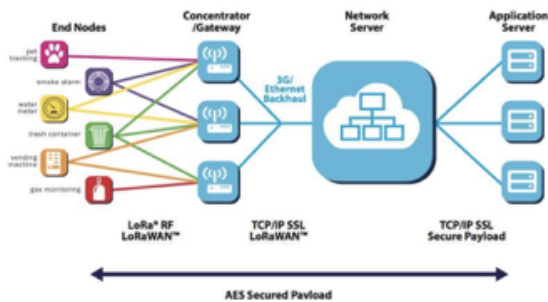 End Nodes
Concentrator
/Gateway
Network
Server
Application
Server
pet
tracking
smoke alarm
water
meter
trash container
vending
machine
gas monitoring
3G/
Ethernet
Backhaul
LoRa® RF
LoRaWAN™
TCP/IP SSL
LoRaWAN™
TCP/IP SSL
Secure Payload
AES Secured Payload